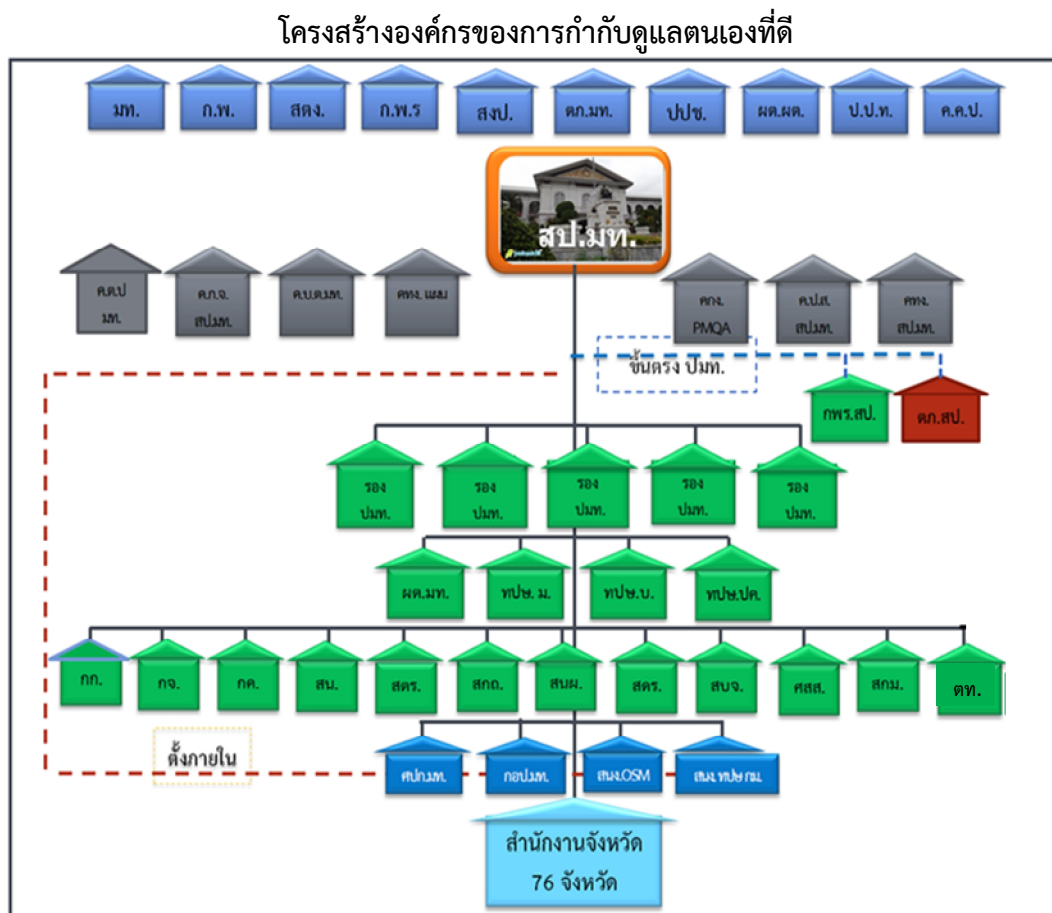 โครงสร้างองค์กรของการกำกับดูแลตนเองที่ดี
มท.
ก.พ.
สตง.
ก.พ.ร
สงป.
ตภ.มท.
ปปช.
ผต.ผต.
ป.ป.ท.
ค.ค.ป.
สป.มท.
ค.ต.ป
มท.
ค.ก.จ.
สป.มท.
ค.บ.ต.มท.
คทง. แผน
คกง.
PMQA
ค.ป.ส.
สป.มท.
คทง.
สป.มท.
ขึ้นตรง ปมท.
กพร.สป.
ตภ.สป.
รอง
ปมท.
รอง
ปมท.
รอง
ปมท.
รอง
ปมท.
รอง
ปมท.
ผต.มท.
ทปษ. ม.
ทปษ.บ.
ทปษ.ปค.
กก.
กจ.
กค.
สน.
สตร.
สกถ.
สนผ.
สดร.
สบจ.
ศสส.
สกม.
ตท.
ตั้งภายใน
ศปก.มท.
กอป.มท.
สนง.OSM
สนง.ทปษ กม.
สำนักงานจังหวัด
76 จังหวัด